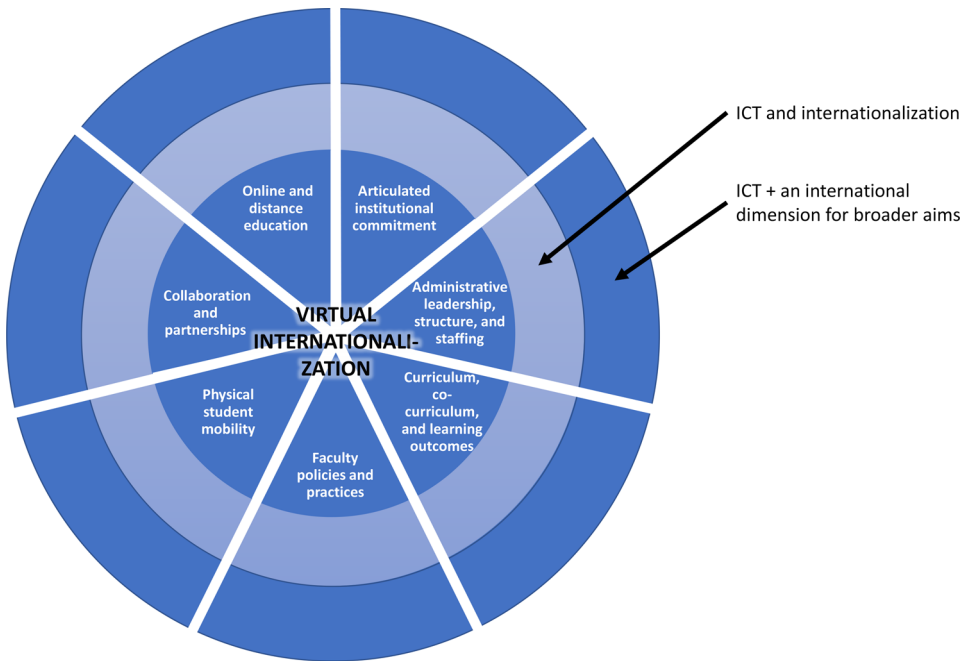 ICT and internationalization
ICT + an international
dimension for broader aims
Online and
distance
education
Articulated
institutional
commitment
Collaboration
and
partnerships
Administrative
leadership,
structure, and
staffing
VIRTUAL
INTERNATIONALI-
ZATION
Physical
student
mobility
Curriculum,
co-
curriculum,
and learning
outcomes
Faculty
policies and
practices